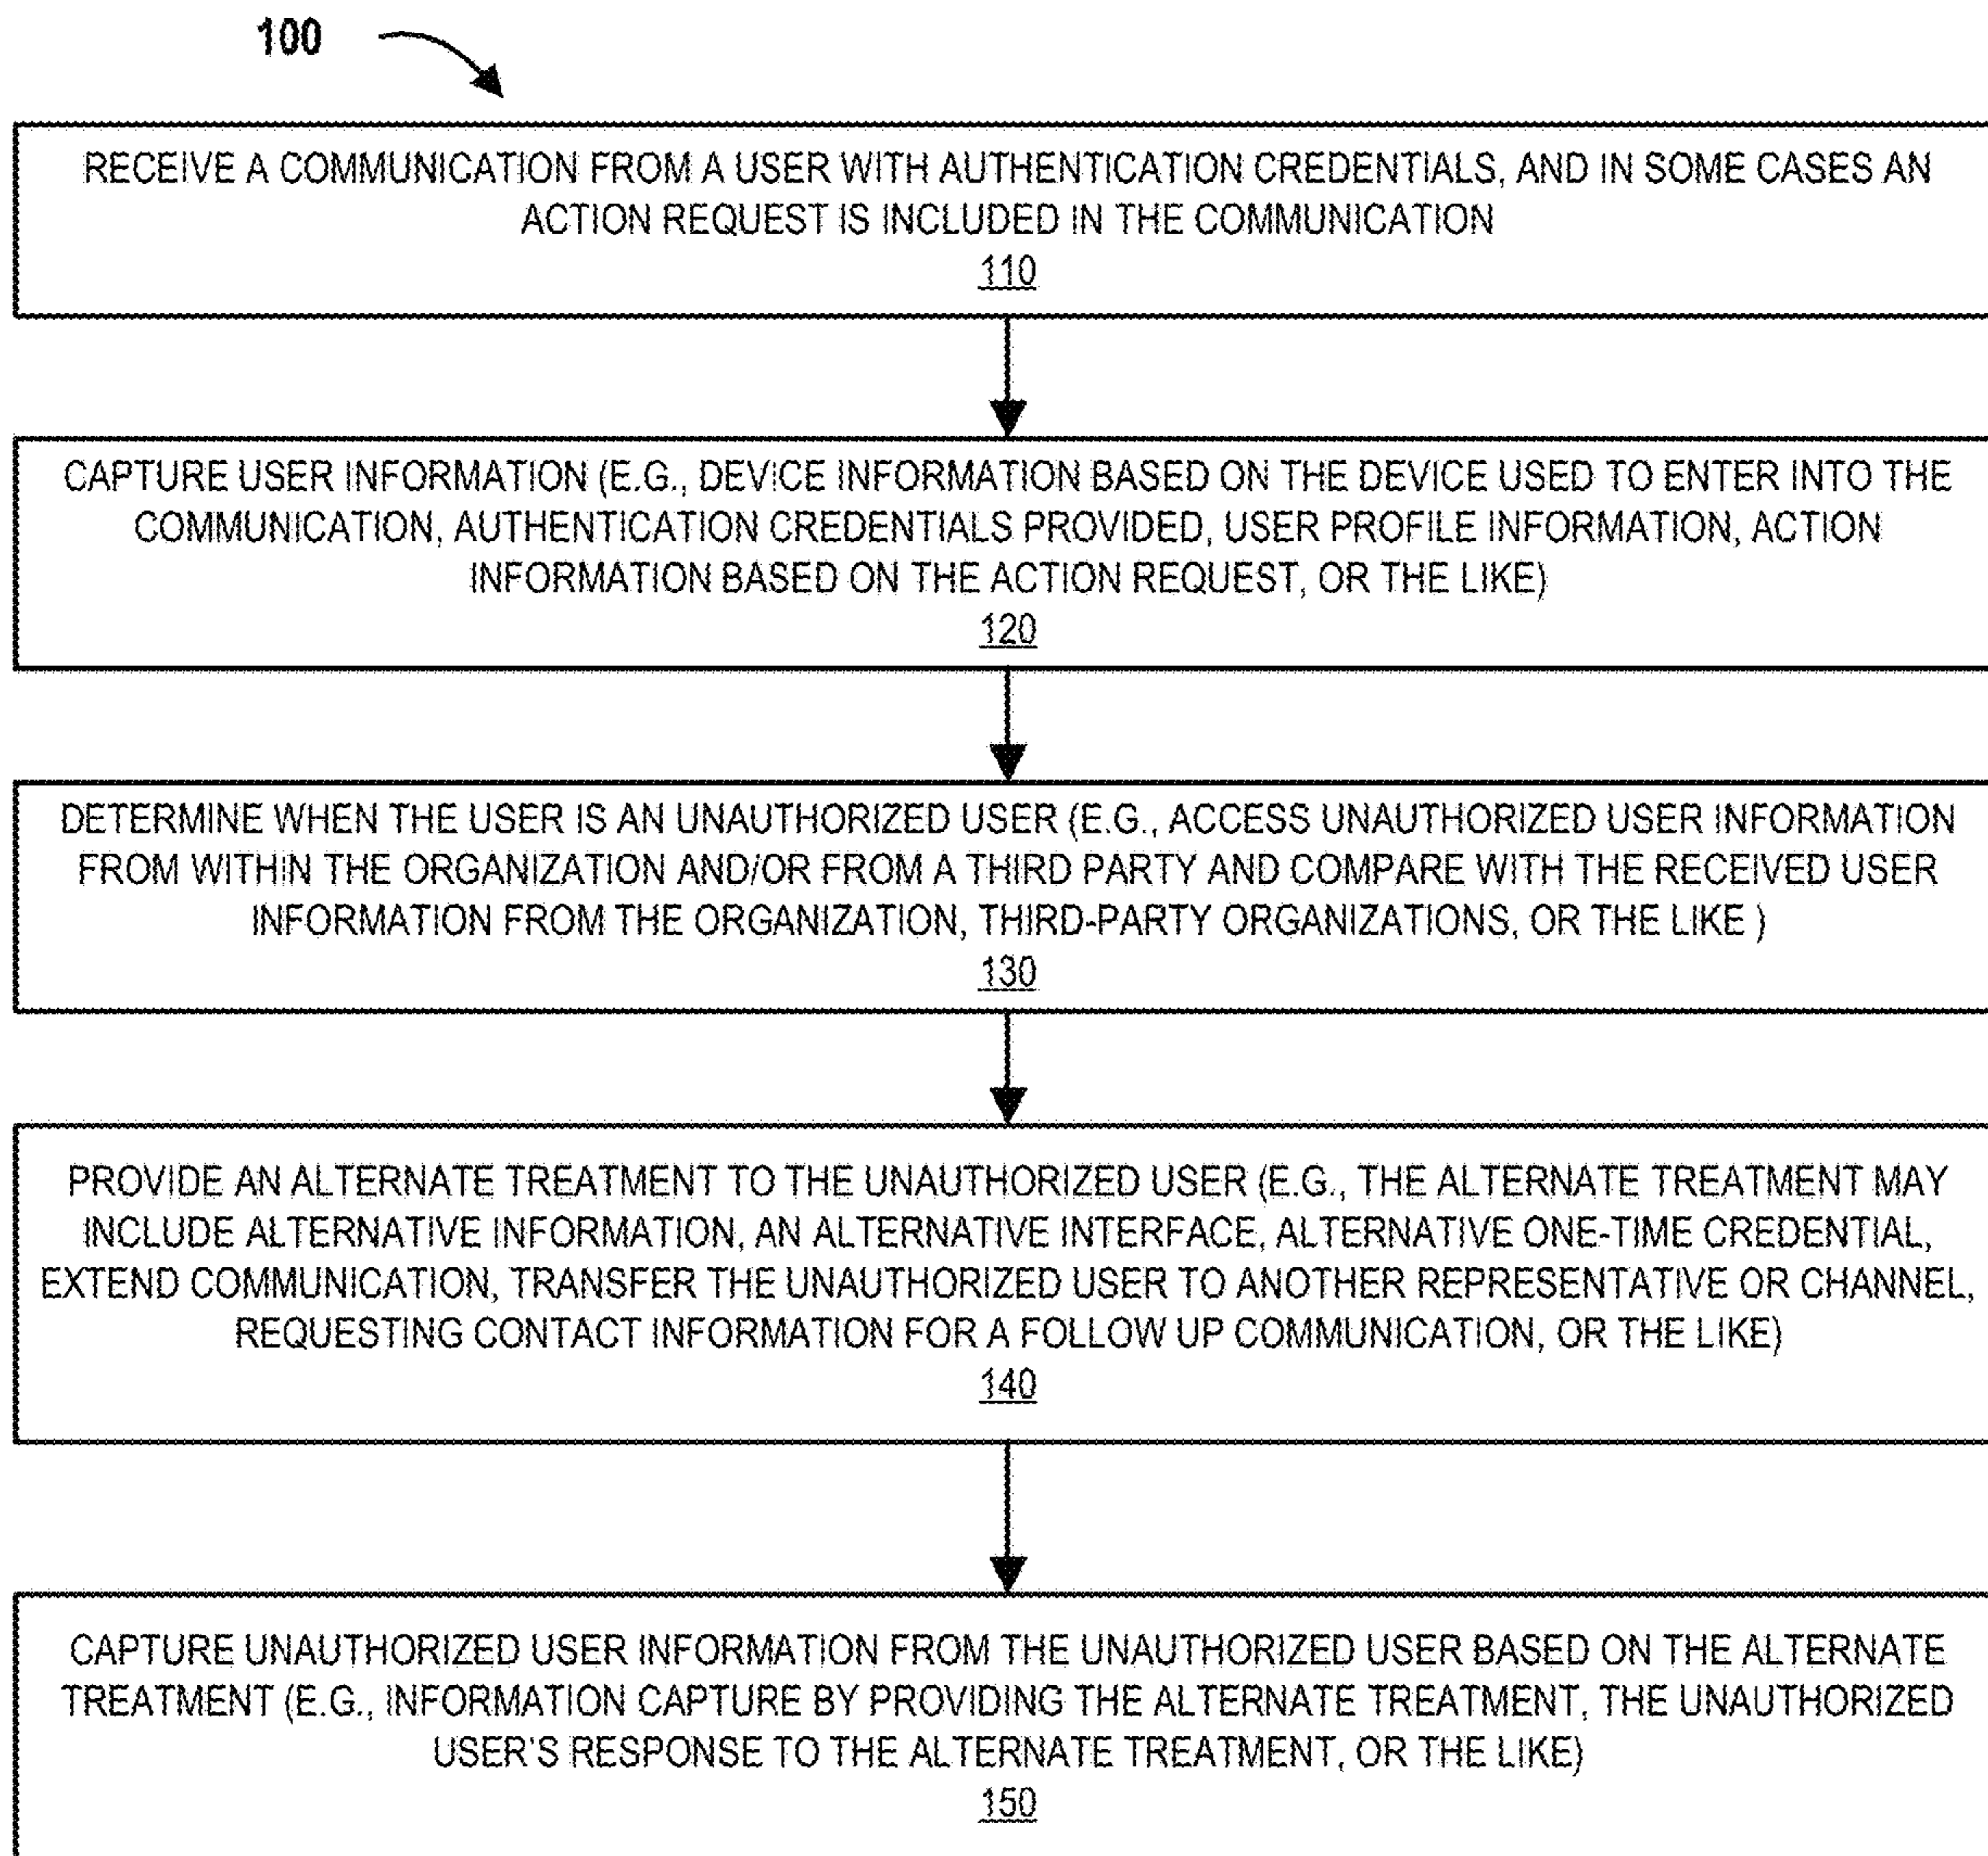 100
RECEIVE A COMMUNICATION FROM A USER WITH AUTHENTICATION CREDENTIALS, AND IN SOME CASES AN
ACTION REQUEST IS INCLUDED IN THE COMMUNICATION
110
CAPTURE USER INFORMATION (E.G., DEVICE INFORMATION BASED ON THE DEVICE USED TO ENTER INTO THE
COMMUNICATION, AUTHENTICATION CREDENTIALS PROVIDED, USER PROFILE INFORMATION, ACTION
INFORMATION BASED ON THE ACTION REQUEST, OR THE LIKE)
120
DETERMINE WHEN THE USER IS AN UNAUTHORIZED USER (E.G., ACCESS UNAUTHORIZED USER INFORMATION
FROM WITHIN THE ORGANIZATION AND/OR FROM A THIRD PARTY AND COMPARE WITH THE RECEIVED USER
INFORMATION FROM THE ORGANIZATION, THIRD-PARTY ORGANIZATIONS, OR THE LIKE )
130
PROVIDE AN ALTERNATE TREATMENT TO THE UNAUTHORIZED USER (E.G., THE ALTERNATE TREATMENT MAY
INCLUDE ALTERNATIVE INFORMATION, AN ALTERNATIVE INTERFACE, ALTERNATIVE ONE-TIME CREDENTIAL,
EXTEND COMMUNICATION, TRANSFER THE UNAUTHORIZED USER TO ANOTHER REPRESENTATIVE OR CHANNEL,
REQUESTING CONTACT INFORMATION FOR A FOLLOW UP COMMUNICATION, OR THE LIKE)
140
CAPTURE UNAUTHORIZED USER INFORMATION FROM THE UNAUTHORIZED USER BASED ON THE ALTERNATE
TREATMENT (E.G., INFORMATION CAPTURE BY PROVIDING THE ALTERNATE TREATMENT, THE UNAUTHORIZED
USER'S RESPONSE TO THE ALTERNATE TREATMENT, OR THE LIKE)
150